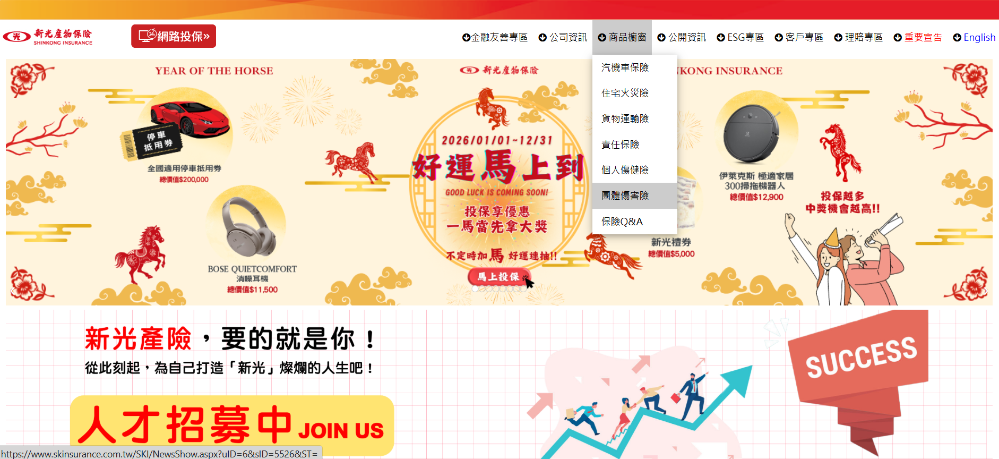 新光產物保險
SHINKONG INSURANCE
24h
網路投保»
金融友善專區
公司資訊
商品櫥窗
公開資訊
ESG專區
客戶專區
理賠專區
重要宣告
English
汽機車保險
住宅火災險
貨物運輸險
責任保險
個人傷健險
團體傷害險
保險Q&A
YEAR OF THE HORSE
新光產物保險
KONG INSURANCE
停車
抵用券
全國適用停車抵用券
總價值$200,000
BOSE QUIETCOMFORT
消噪耳機
總價值$11,500
2026/01/01~12/31
好運馬上到
GOOD LUCK IS COMING SOON!
投保享優惠
一馬當先拿大獎
不定時加馬 好運連抽!!
馬上投保
伊萊克斯 極適家居
300掃拖機器人
總價值$12,900
新光禮券
總價值$5,000
投保越多
中獎機會越高!!
新光產險，要的就是你！
從此刻起，為自己打造「新光」燦爛的人生吧！
人才招募中 JOIN US
SUCCESS
https://www.skinsurance.com.tw/SKI/NewsShow.aspx?uID=6&sID=5526&ST=